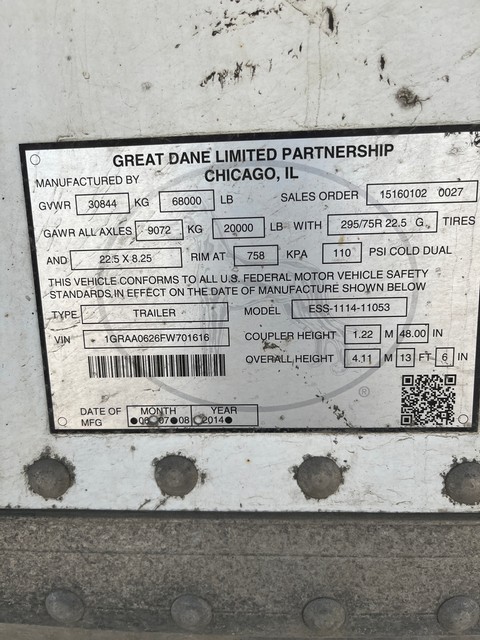 GREAT DANE LIMITED PARTNERSHIP
MANUFACTURED BY CHICAGO, IL
GVWR 30844 KG 68000 LB SALES ORDER 15160102 0027
GAWR ALL AXLES 9072 KG 20000 LB WITH 295/75R 22.5 G TIRES
AND 22.5 X 8.25 RIM AT 758 KPA 110 PSI COLD DUAL
THIS VEHICLE CONFORMS TO ALL U.S. FEDERAL MOTOR VEHICLE SAFETY
STANDARDS IN EFFECT ON THE DATE OF MANUFACTURE SHOWN BELOW
TYPE TRAILER MODEL ESS-1114-11053
VIN 1GRAA0626FW701616 COUPLER HEIGHT 1.22 M 48.00 IN
OVERALL HEIGHT 4.11 M 13 FT 6 IN
®
DATE OF MFG MONTH YEAR
2014